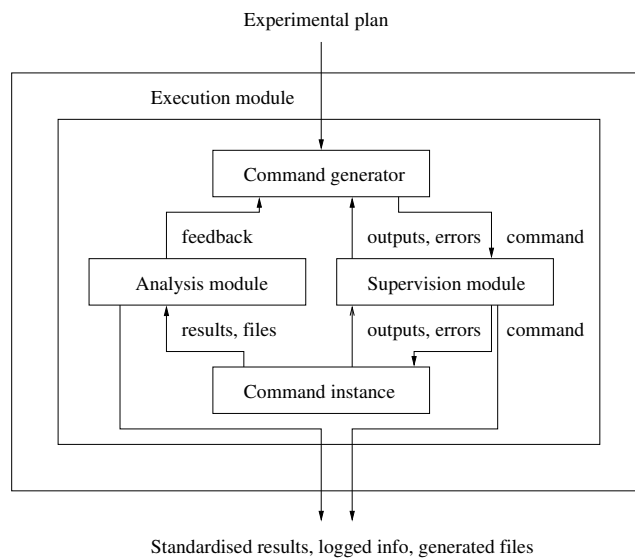 Experimental plan
Execution module
Command generator
feedback
outputs, errors
command
Analysis module
Supervision module
results, files
outputs, errors
command
Command instance
Standardised results, logged info, generated files